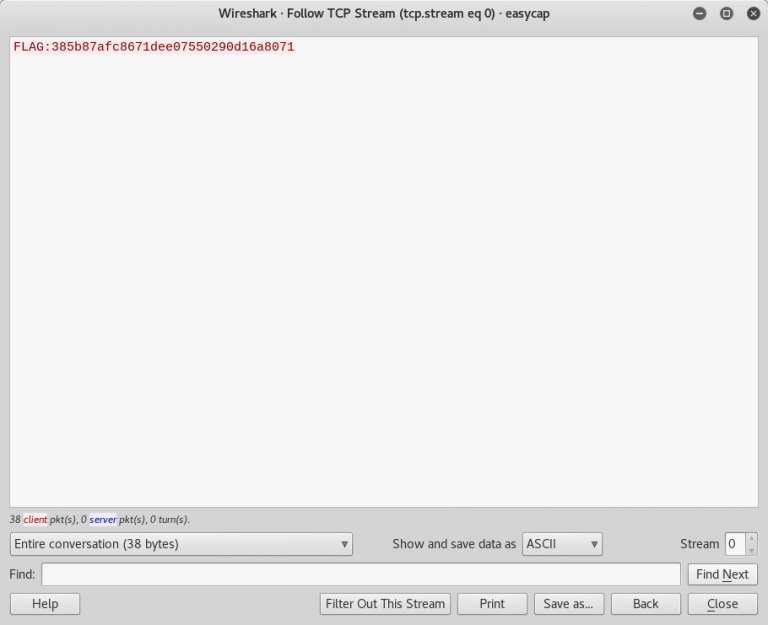 Wireshark · Follow TCP Stream (tcp.stream eq 0) · easycap
FLAG:385b87afc8671dee07550290d16a8071
38 client pkt(s), 0 server pkt(s), 0 turn(s).
Entire conversation (38 bytes)
Show and save data as ASCII
Stream 0
Find:
Find Next
Help
Filter Out This Stream
Print
Save as...
Back
Close